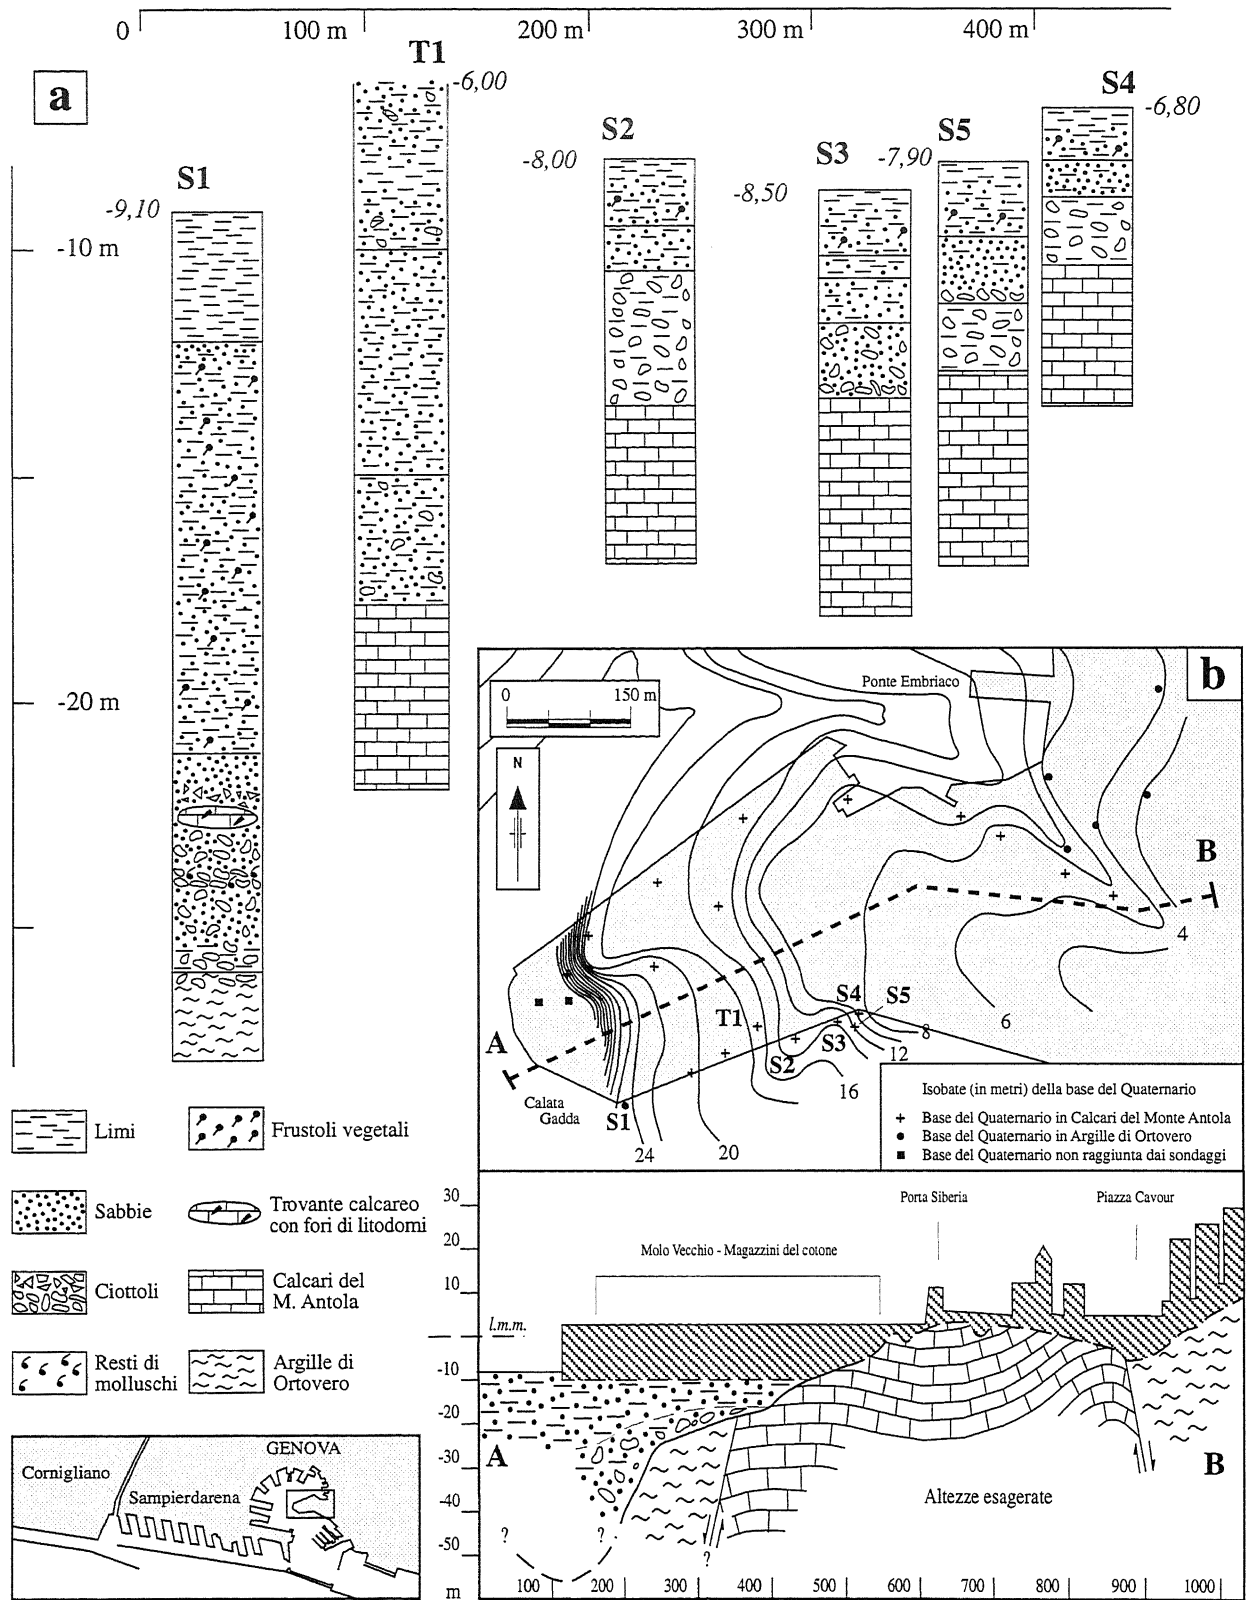 0
100 m
200 m
300 m
400 m
a
T1
-6,00
S4
-6,80
S2
-8,00
S3
-8,50
S5
-7,90
S1
-9,10
-10 m
-20 m
b
0
150 m
Ponte Embriaco
N
B
4
6
S4
S5
T1
S3
S2
8
12
16
A
Calata
Gadda
S1
24
20
Isobate (in metri) della base del Quaternario
Base del Quaternario in Calcari del Monte Antola
Base del Quaternario in Argille di Ortovero
Base del Quaternario non raggiunta dai sondaggi
Limi
Frustoli vegetali
Sabbie
Trovante calcareo
con fori di litodomi
Ciottoli
Calcari del
M. Antola
Resti di
molluschi
Argille di
Ortovero
GENOVA
Cornigliano
Sampierdarena
30
20
10
l.m.m.
-10
-20
-30
-40
-50
m
Porta Siberia
Piazza Cavour
Molo Vecchio - Magazzini del cotone
A
B
Altezze esagerate
?
?
?
100
200
300
400
500
600
700
800
900
1000